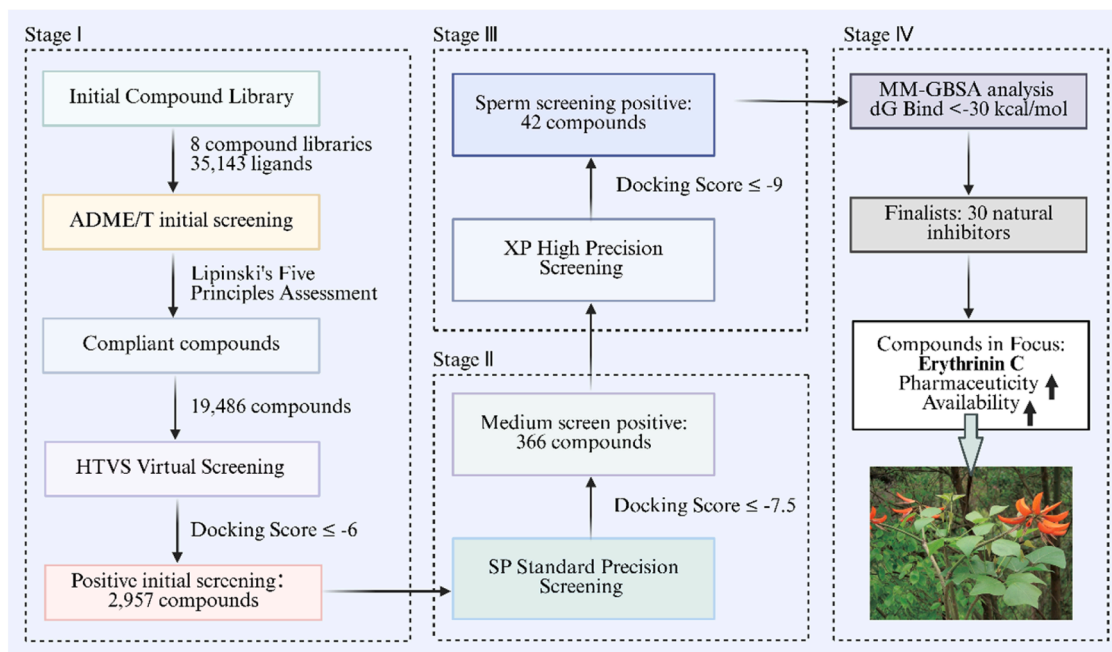 Stage Ⅰ
Initial Compound Library
8 compound libraries
35,143 ligands
ADME/T initial screening
Lipinski's Five
Principles Assessment
Compliant compounds
19,486 compounds
HTVS Virtual Screening
Docking Score ≤ -6
Positive initial screening：
2,957 compounds
Stage Ⅱ
SP Standard Precision
Screening
Docking Score ≤ -7.5
Medium screen positive:
366 compounds
Stage Ⅲ
XP High Precision
Screening
Docking Score ≤ -9
Sperm screening positive:
42 compounds
Stage Ⅳ
MM-GBSA analysis
dG Bind <-30 kcal/mol
Finalists: 30 natural
inhibitors
Compounds in Focus:
Erythrinin C
Pharmaceuticity
Availability